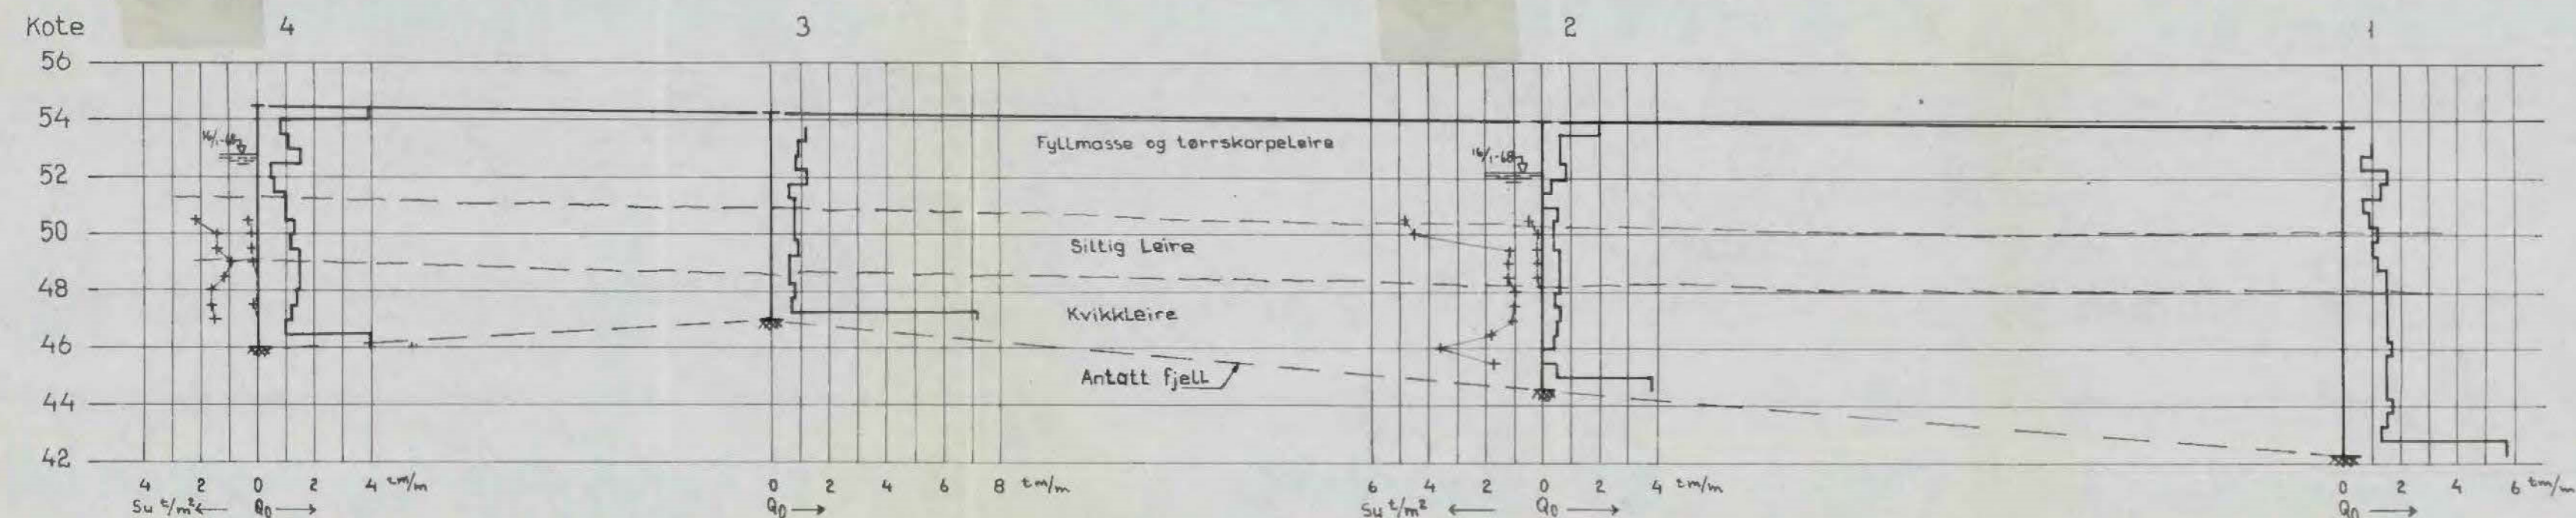 Kote 4 3 2 1
56
54
16/1-68
Fyllmasse og tørrskorpeleire
16/1-68
52
50
Siltig Leire
48
Kvikkleire
46
Antatt fjell
44
42
4 2 0 2 4 tm/m 0 2 4 6 8 tm/m 6 4 2 0 2 4 tm/m 0 2 4 6 tm/m
Su t/m² ← Q0 → Q0 → Su t/m² ← Q0 → Q0 →